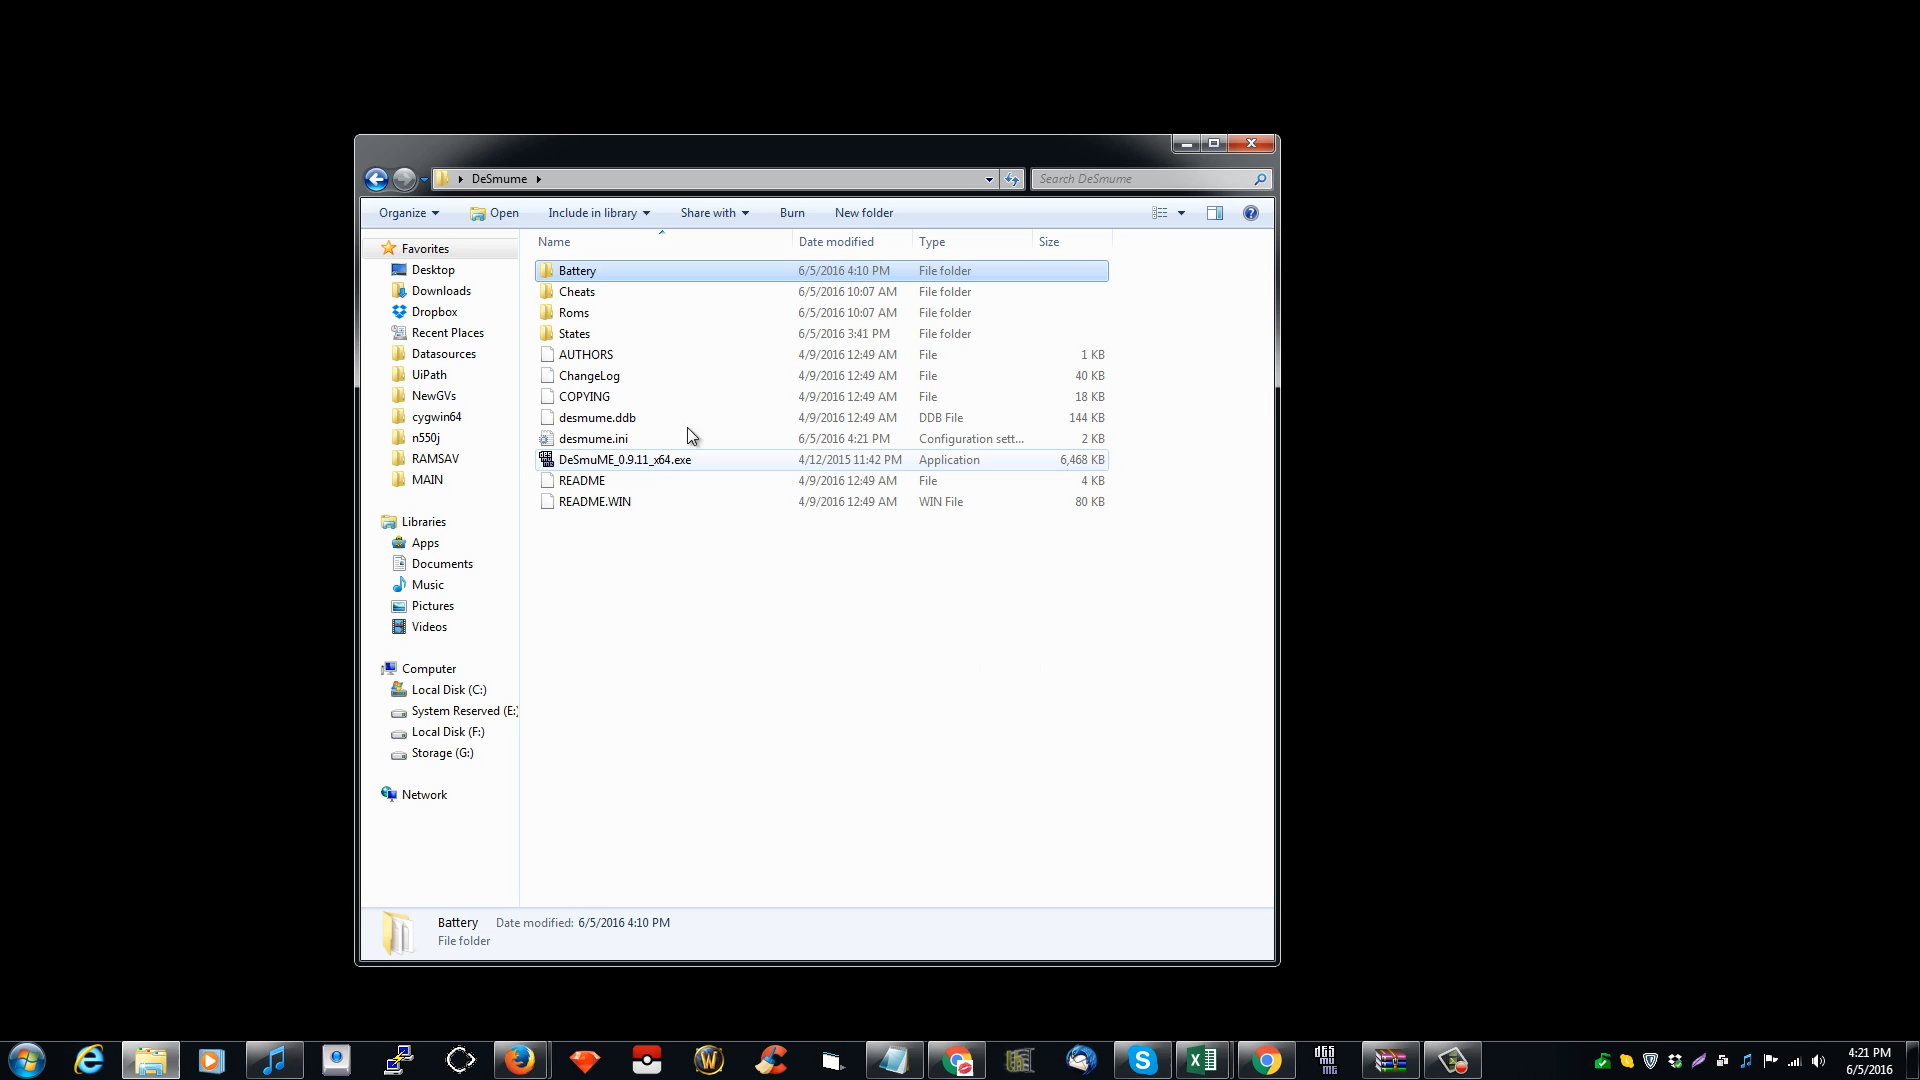 DeSmume
Search DeSmume
Organize Open Include in library Share with Burn New folder
Name Date modified Type Size
Favorites
Desktop
Downloads
Dropbox
Recent Places
Datasources
UiPath
NewGVs
cygwin64
n550j
RAMSAV
MAIN
Libraries
Apps
Documents
Music
Pictures
Videos
Computer
Local Disk (C:)
System Reserved (E:)
Local Disk (F:)
Storage (G:)
Network
Battery 6/5/2016 4:10 PM File folder
Cheats 6/5/2016 10:07 AM File folder
Roms 6/5/2016 10:07 AM File folder
States 6/5/2016 3:41 PM File folder
AUTHORS 4/9/2016 12:49 AM File 1 KB
ChangeLog 4/9/2016 12:49 AM File 40 KB
COPYING 4/9/2016 12:49 AM File 18 KB
desmume.ddb 4/9/2016 12:49 AM DDB File 144 KB
desmume.ini 6/5/2016 4:21 PM Configuration sett... 2 KB
DeSmuME_0.9.11_x64.exe 4/12/2015 11:42 PM Application 6,468 KB
README 4/9/2016 12:49 AM File 4 KB
README.WIN 4/9/2016 12:49 AM WIN File 80 KB
Battery Date modified: 6/5/2016 4:10 PM
File folder
4:21 PM
6/5/2016